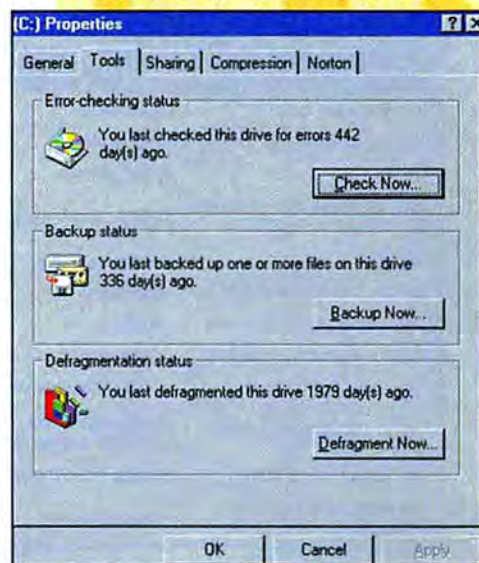 (C:) Properties
General Tools Sharing Compression Norton
Error-checking status
You last checked this drive for errors 442
day(s) ago.
Check Now...
Backup status
You last backed up one or more files on this drive
336 day(s) ago.
Backup Now...
Defragmentation status
You last defragmented this drive 1979 day(s) ago.
Defragment Now...
OK Cancel Apply